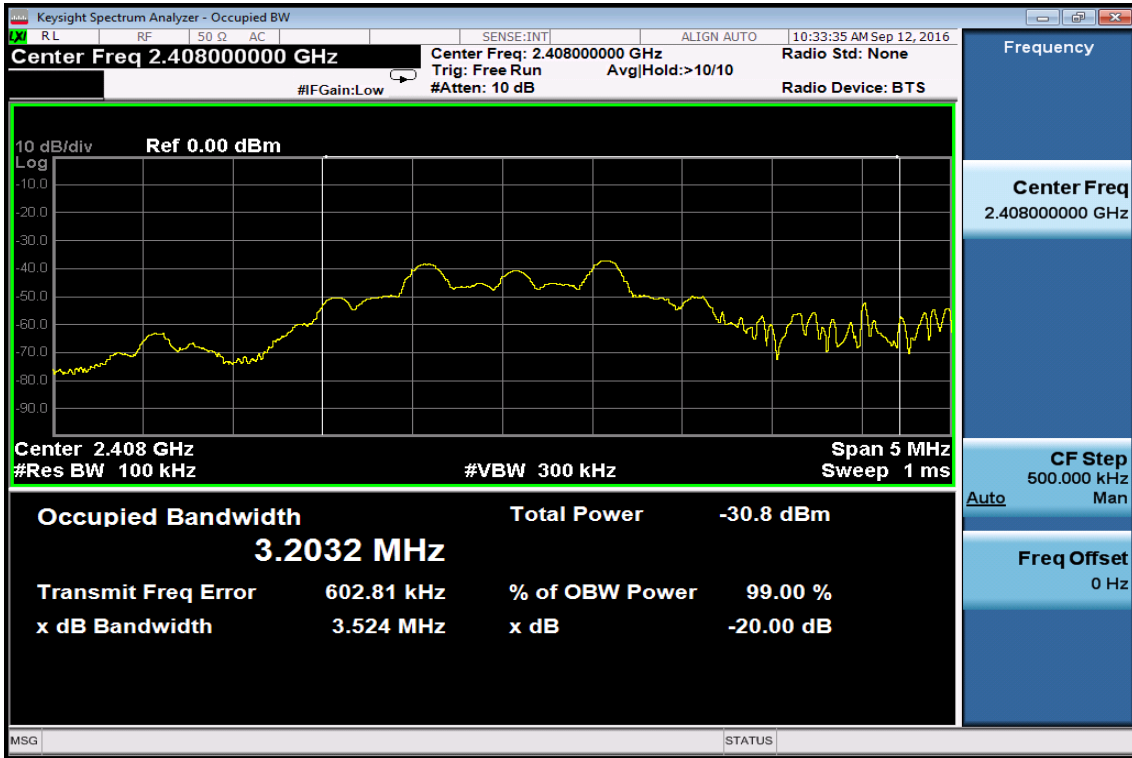 Keysight Spectrum Analyzer - Occupied BW
LXI RL RF 50 Ω AC SENSE:INT ALIGN AUTO 10:33:35 AM Sep 12, 2016
Center Freq 2.408000000 GHz
Center Freq: 2.408000000 GHz Radio Std: None
Trig: Free Run Avg|Hold:>10/10
#IFGain:Low #Atten: 10 dB Radio Device: BTS
Frequency
10 dB/div Ref 0.00 dBm
Log
-10.0
-20.0
-30.0
-40.0
-50.0
-60.0
-70.0
-80.0
-90.0
Center Freq
2.408000000 GHz
Center 2.408 GHz Span 5 MHz
#Res BW 100 kHz #VBW 300 kHz Sweep 1 ms
CF Step
500.000 kHz
Auto Man
Occupied Bandwidth Total Power -30.8 dBm
3.2032 MHz
Freq Offset
0 Hz
Transmit Freq Error 602.81 kHz % of OBW Power 99.00 %
x dB Bandwidth 3.524 MHz x dB -20.00 dB
MSG STATUS